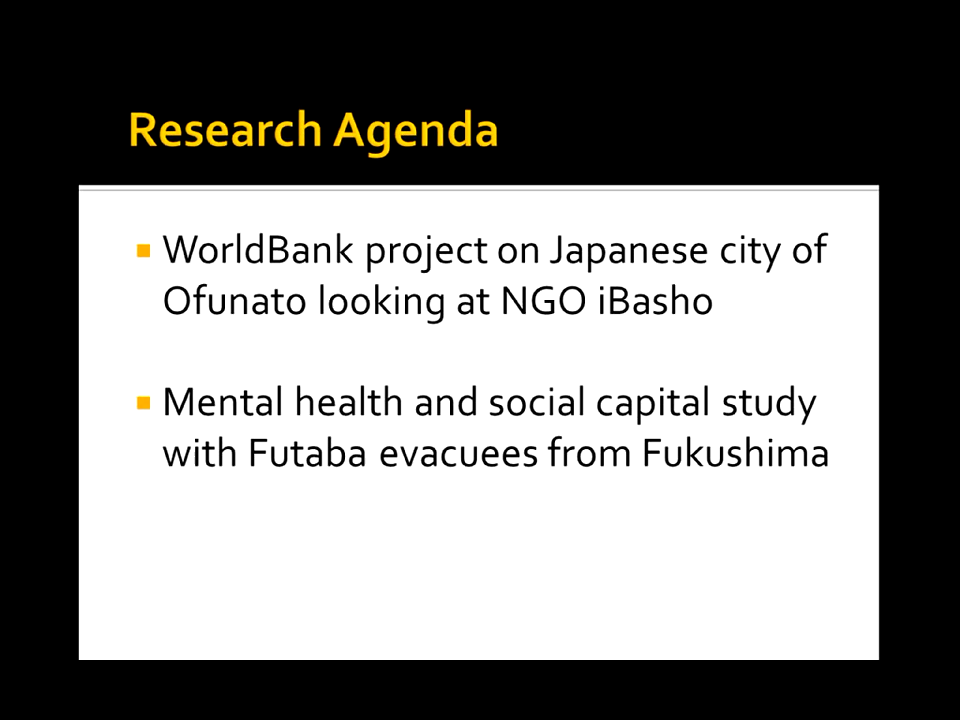 Research Agenda
WorldBank project on Japanese city of
Ofunato looking at NGO iBasho
Mental health and social capital study
with Futaba evacuees from Fukushima